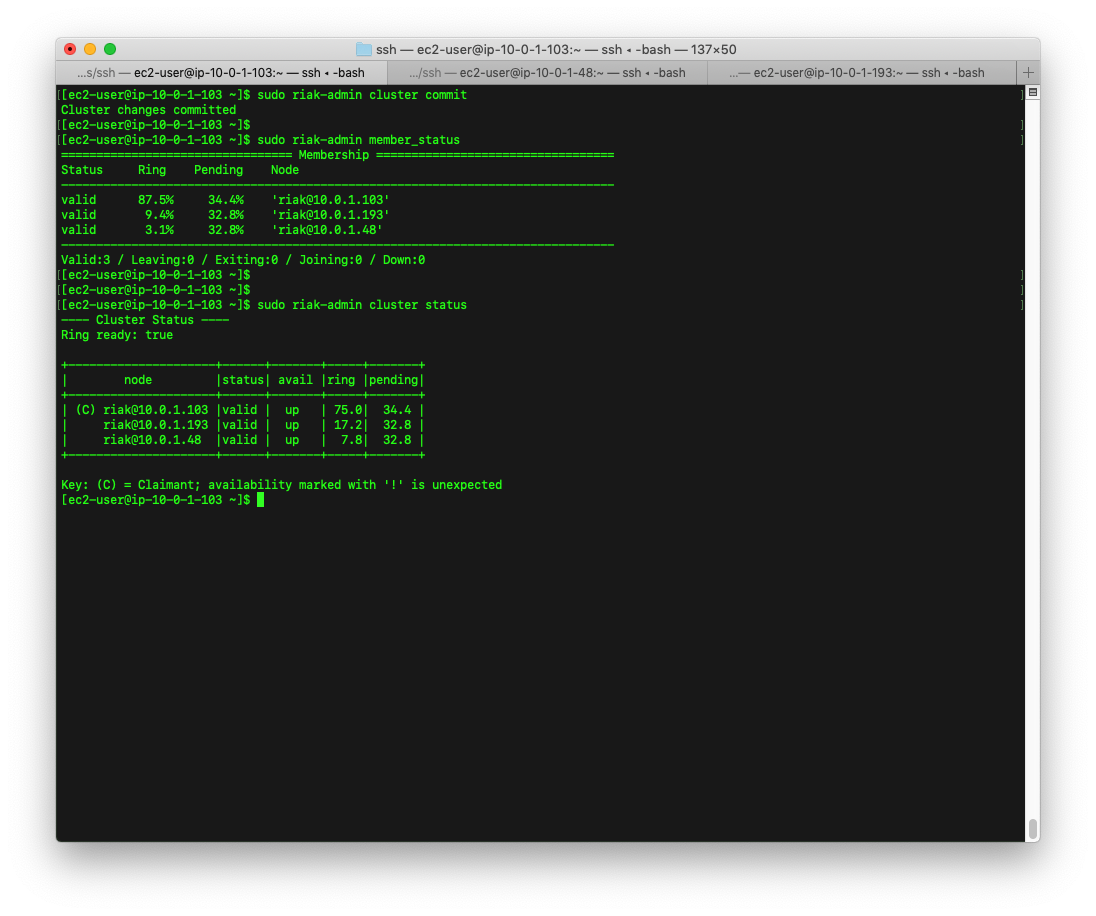 ssh — ec2-user@ip-10-0-1-103:~ — ssh ◂ -bash — 137×50
...s/ssh — ec2-user@ip-10-0-1-103:~ — ssh ◂ -bash
.../ssh — ec2-user@ip-10-0-1-48:~ — ssh ◂ -bash
...— ec2-user@ip-10-0-1-193:~ — ssh ◂ -bash
[[ec2-user@ip-10-0-1-103 ~]$ sudo riak-admin cluster commit ]
Cluster changes committed
[[ec2-user@ip-10-0-1-103 ~]$ ]
[[ec2-user@ip-10-0-1-103 ~]$ sudo riak-admin member_status ]
================================= Membership ==================================
Status     Ring    Pending    Node
-------------------------------------------------------------------------------
valid      87.5%     34.4%    'riak@10.0.1.103'
valid       9.4%     32.8%    'riak@10.0.1.193'
valid       3.1%     32.8%    'riak@10.0.1.48'
-------------------------------------------------------------------------------
Valid:3 / Leaving:0 / Exiting:0 / Joining:0 / Down:0
[[ec2-user@ip-10-0-1-103 ~]$ ]
[[ec2-user@ip-10-0-1-103 ~]$ ]
[[ec2-user@ip-10-0-1-103 ~]$ sudo riak-admin cluster status ]
---- Cluster Status ----
Ring ready: true
+---------------------+------+-------+-----+-------+
|        node         |status| avail |ring |pending|
+---------------------+------+-------+-----+-------+
| (C) riak@10.0.1.103 |valid |  up   | 75.0|  34.4 |
|     riak@10.0.1.193 |valid |  up   | 17.2|  32.8 |
|     riak@10.0.1.48  |valid |  up   |  7.8|  32.8 |
+---------------------+------+-------+-----+-------+
Key: (C) = Claimant; availability marked with '!' is unexpected
[ec2-user@ip-10-0-1-103 ~]$